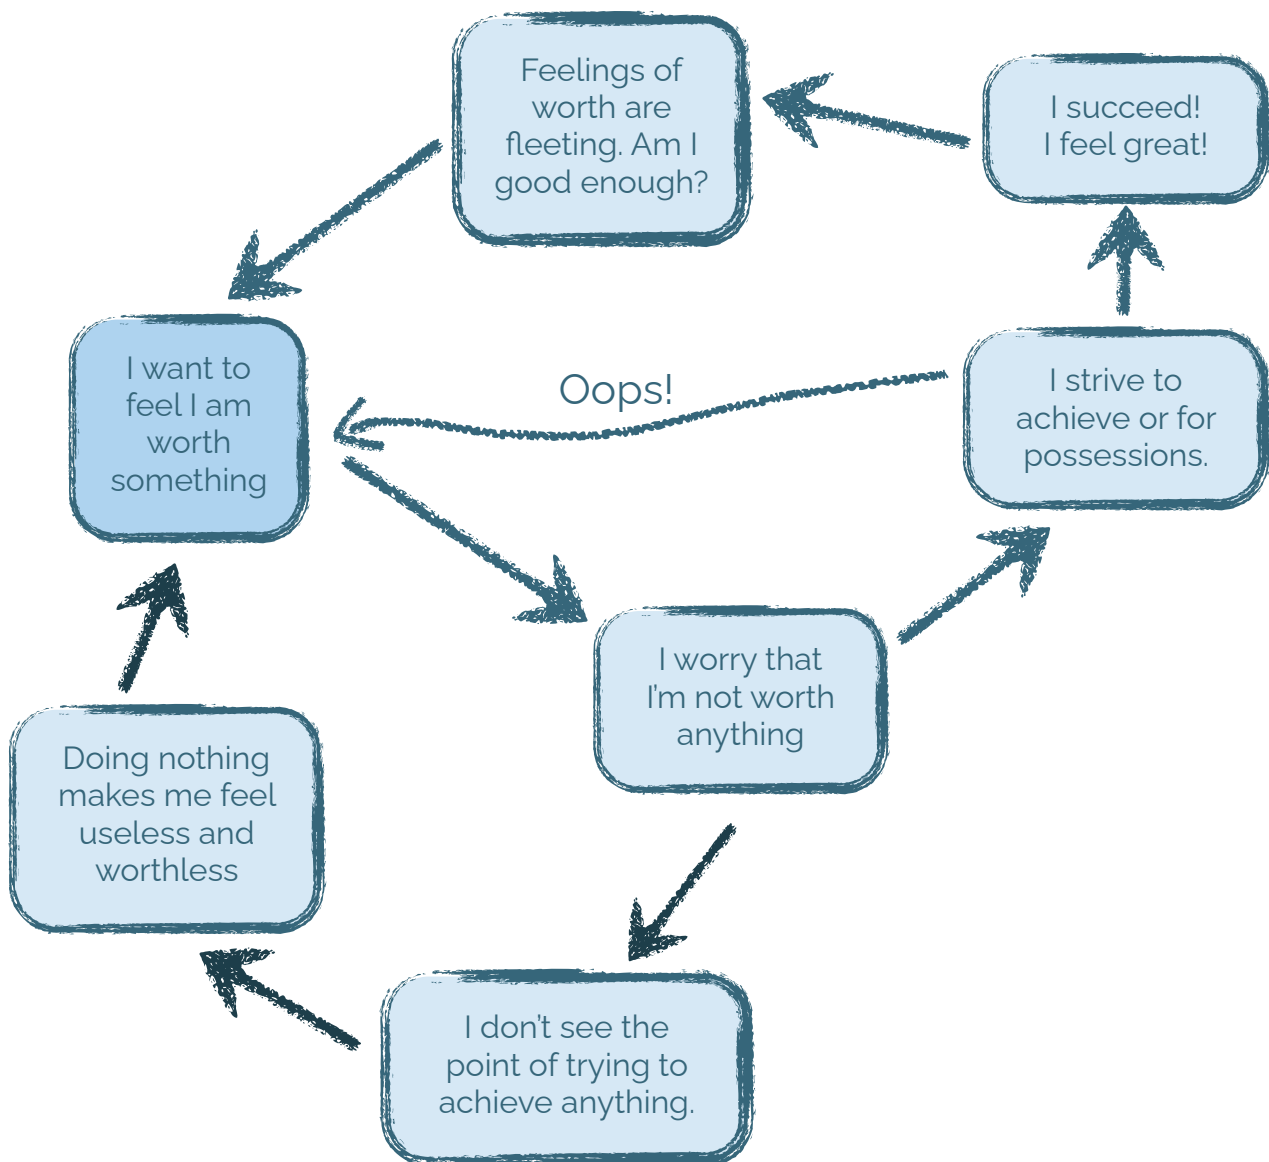 Feelings of
worth are
fleeting. Am I
good enough?
I succeed!
I feel great!
I want to
feel I am
worth
something
Oops!
I strive to
achieve or for
possessions.
I worry that
I'm not worth
anything
Doing nothing
makes me feel
useless and
worthless
I don't see the
point of trying to
achieve anything.